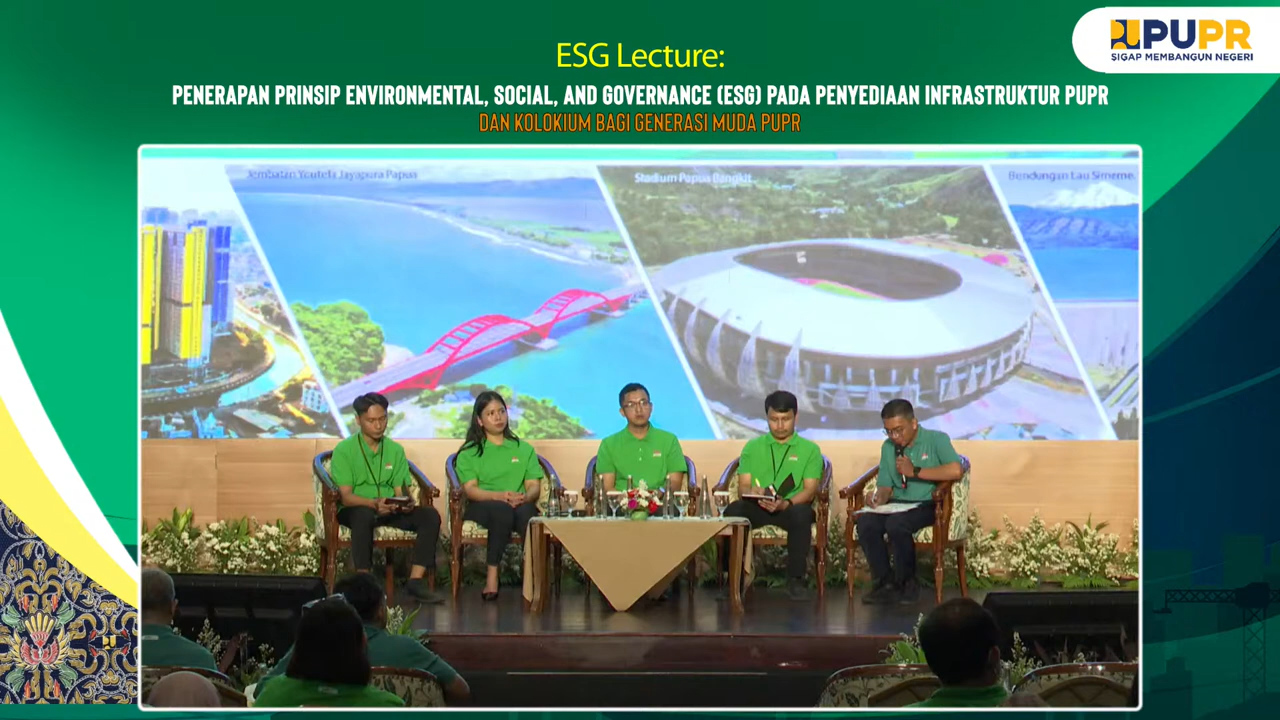 PUPR
SIGAP MEMBANGUN NEGERI
ESG Lecture:
PENERAPAN PRINSIP ENVIRONMENTAL, SOCIAL, AND GOVERNANCE (ESG) PADA PENYEDIAAN INFRASTRUKTUR PUPR
DAN KOLOKIUM BAGI GENERASI MUDA PUPR
Jembatan Youtefa Jayapura Papua
Stadium Papua Bangkit
Bendungan Lau Simeme